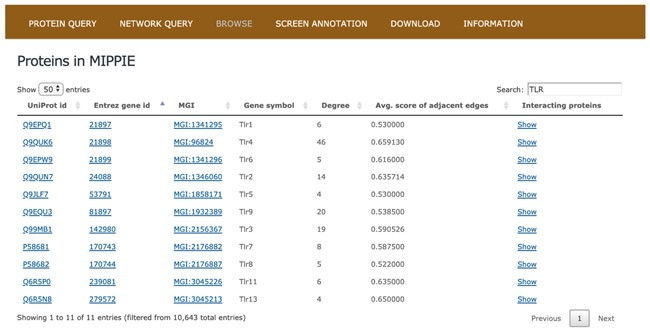 PROTEIN QUERY NETWORK QUERY BROWSE SCREEN ANNOTATION DOWNLOAD INFORMATION
Proteins in MIPPIE
Show 50 entries Search: TLR
UniProt id Entrez gene id MGI Gene symbol Degree Avg. score of adjacent edges Interacting proteins
Q9EPQ1 21897 MGI:1341295 Tlr1 6 0.530000 Show
Q9QUK6 21898 MGI:96824 Tlr4 46 0.659130 Show
Q9EPW9 21899 MGI:1341296 Tlr6 5 0.616000 Show
Q9QUN7 24088 MGI:1346060 Tlr2 14 0.635714 Show
Q9JLF7 53791 MGI:1858171 Tlr5 4 0.530000 Show
Q9EQU3 81897 MGI:1932389 Tlr9 20 0.538500 Show
Q99MB1 142980 MGI:2156367 Tlr3 19 0.590526 Show
P58681 170743 MGI:2176882 Tlr7 8 0.587500 Show
P58682 170744 MGI:2176887 Tlr8 5 0.522000 Show
Q6R5P0 239081 MGI:3045226 Tlr11 6 0.635000 Show
Q6R5N8 279572 MGI:3045213 Tlr13 4 0.650000 Show
Showing 1 to 11 of 11 entries (filtered from 10,643 total entries) Previous 1 Next